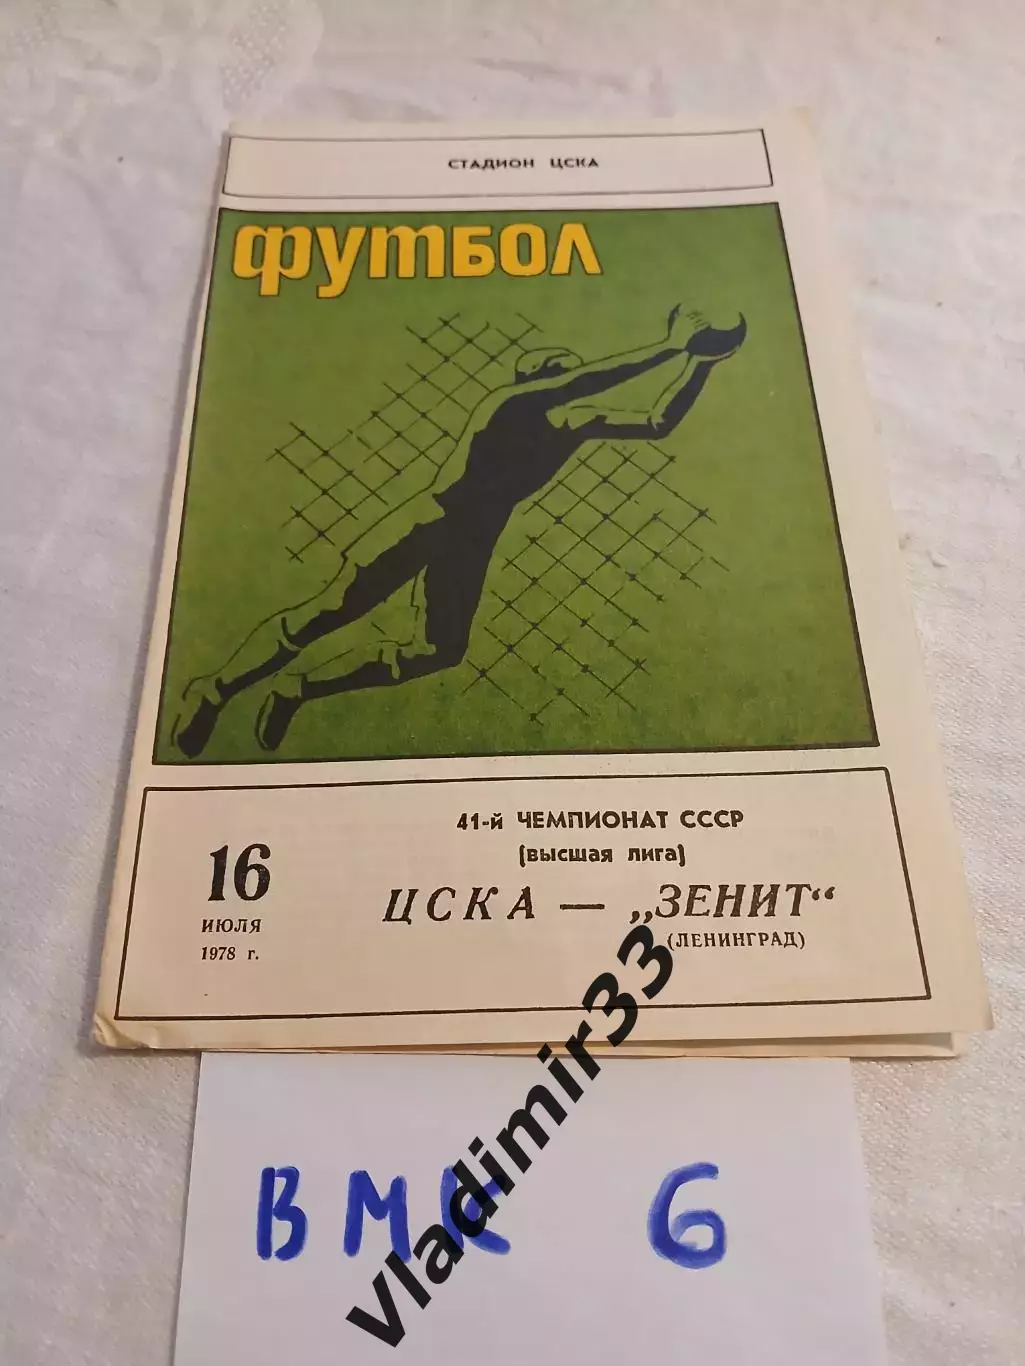 СТАДИОН ЦСКА
футбол
41-й ЧЕМПИОНАТ СССР
(высшая лига)
16
ИЮЛЯ
1978 г.
ЦСКА — „ЗЕНИТ“
(ЛЕНИНГРАД)
ВМК 6
vladimir33